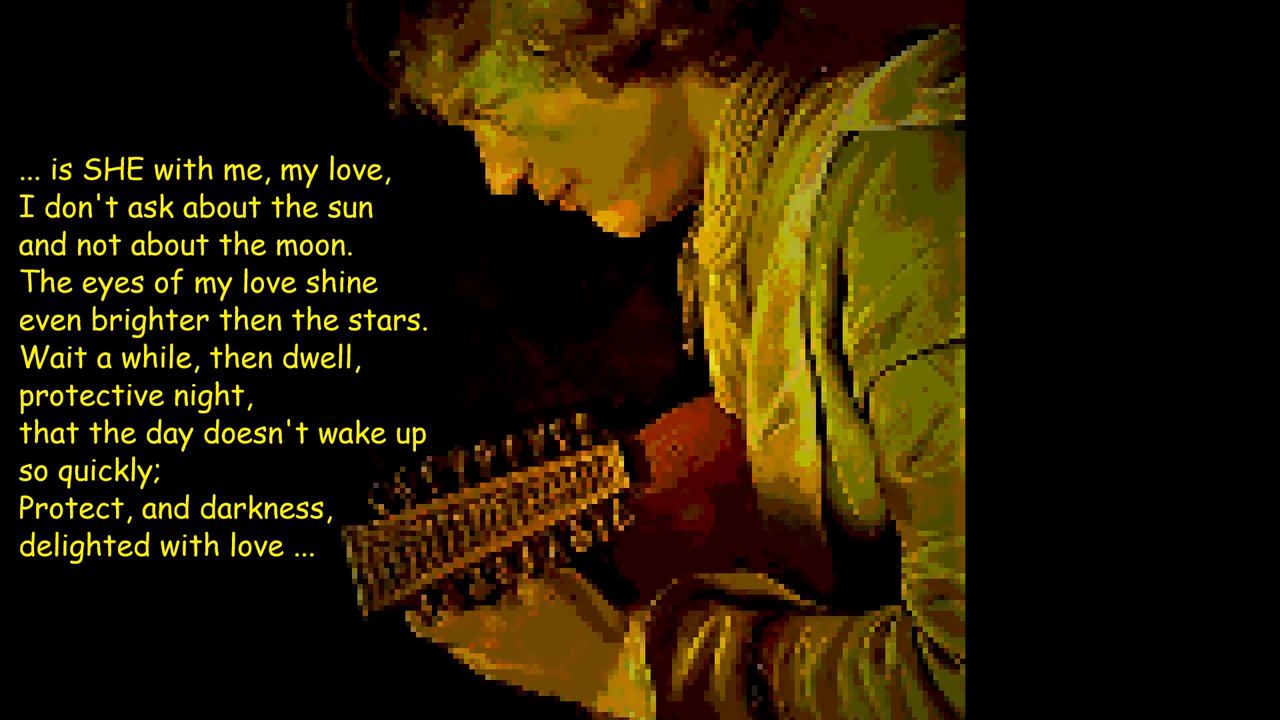 ... is SHE with me, my love,
I don't ask about the sun
and not about the moon.
The eyes of my love shine
even brighter then the stars.
Wait a while, then dwell,
protective night,
that the day doesn't wake up
so quickly;
Protect, and darkness,
delighted with love ...